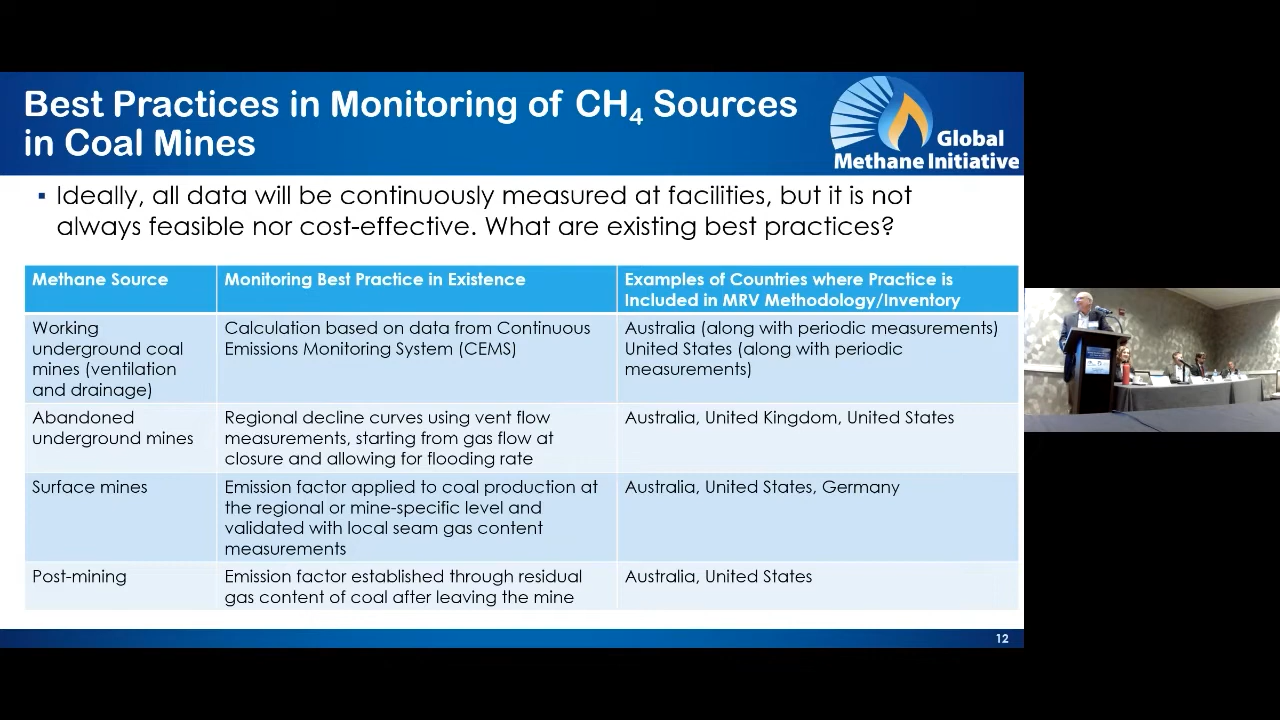 Best Practices in Monitoring of CH₄ Sources
in Coal Mines
Global
Methane Initiative
▪ Ideally, all data will be continuously measured at facilities, but it is not
always feasible nor cost-effective. What are existing best practices?
Methane Source
Monitoring Best Practice in Existence
Examples of Countries where Practice is
Included in MRV Methodology/Inventory
Working
underground coal
mines (ventilation
and drainage)
Calculation based on data from Continuous
Emissions Monitoring System (CEMS)
Australia (along with periodic measurements)
United States (along with periodic
measurements)
Abandoned
underground mines
Regional decline curves using vent flow
measurements, starting from gas flow at
closure and allowing for flooding rate
Australia, United Kingdom, United States
Surface mines
Emission factor applied to coal production at
the regional or mine-specific level and
validated with local seam gas content
measurements
Australia, United States, Germany
Post-mining
Emission factor established through residual
gas content of coal after leaving the mine
Australia, United States
12